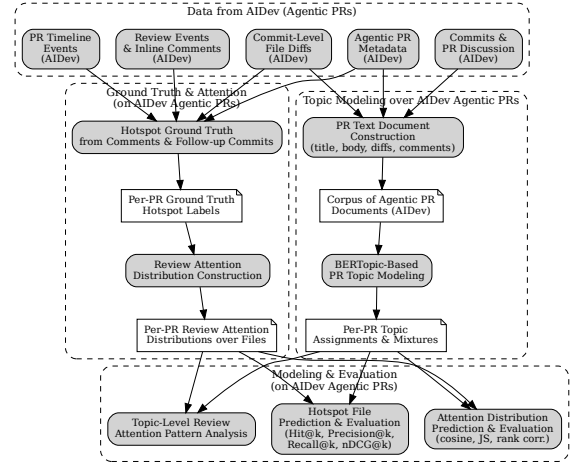 Data from AIDev (Agentic PRs)
PR Timeline
Events
(AIDev)
Review Events
& Inline Comments
(AIDev)
Commit-Level
File Diffs
(AIDev)
Agentic PR
Metadata
(AIDev)
Commits &
PR Discussion
(AIDev)
Ground Truth & Attention
(on AIDev Agentic PRs)
Topic Modeling over AIDev Agentic PRs
Hotspot Ground Truth
from Comments & Follow-up Commits
PR Text Document
Construction
(title, body, diffs, comments)
Per-PR Ground Truth
Hotspot Labels
Corpus of Agentic PR
Documents (AIDev)
Review Attention
Distribution Construction
BERTopic-Based
PR Topic Modeling
Per-PR Review Attention
Distributions over Files
Per-PR Topic
Assignments & Mixtures
Modeling & Evaluation
(on AIDev Agentic PRs)
Topic-Level Review
Attention Pattern Analysis
Hotspot File
Prediction & Evaluation
(Hit@k, Precision@k,
Recall@k, nDCG@k)
Attention Distribution
Prediction & Evaluation
(cosine, JS, rank corr.)